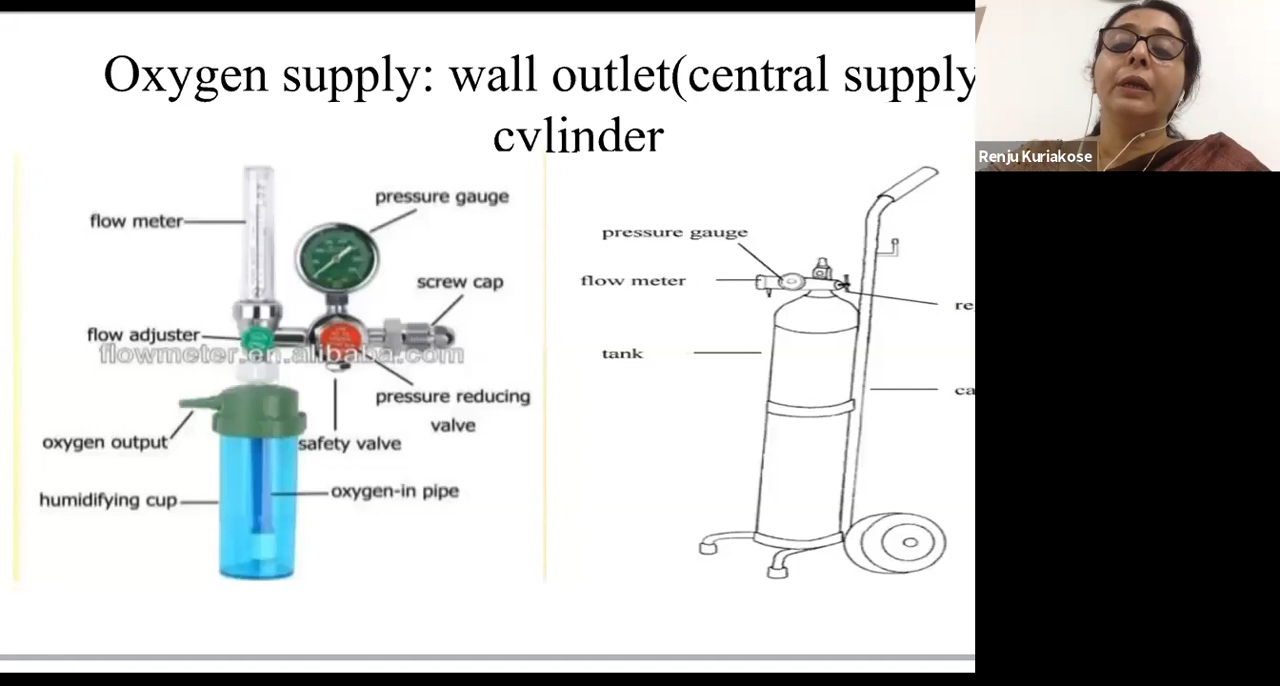 Oxygen supply: wall outlet(central supply
cylinder
Renju Kuriakose
pressure gauge
flow meter
screw cap
flow adjuster
flowmeter.en.alibaba.com
pressure reducing
valve
oxygen output
safety valve
humidifying cup
oxygen-in pipe
pressure gauge
flow meter
re
tank
ca